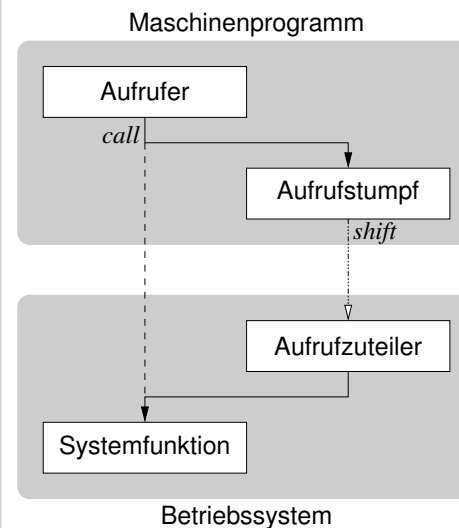 Maschinenprogramm
Aufrufer
call
Aufrufstumpf
shift
Aufrufzuteiler
Systemfunktion
Betriebssystem